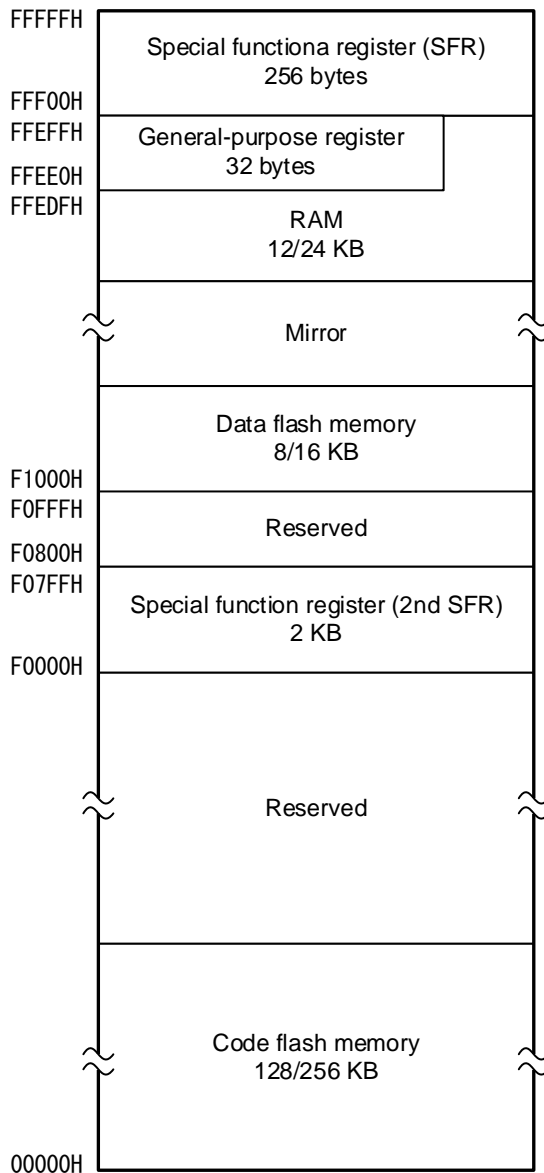 FFFFFH
Special functiona register (SFR)
256 bytes
FFF00H
FFEFFH
General-purpose register
32 bytes
FFEE0H
FFEDFH
RAM
12/24 KB
Mirror
Data flash memory
8/16 KB
F1000H
F0FFFH
Reserved
F0800H
F07FFH
Special function register (2nd SFR)
2 KB
F0000H
Reserved
Code flash memory
128/256 KB
00000H